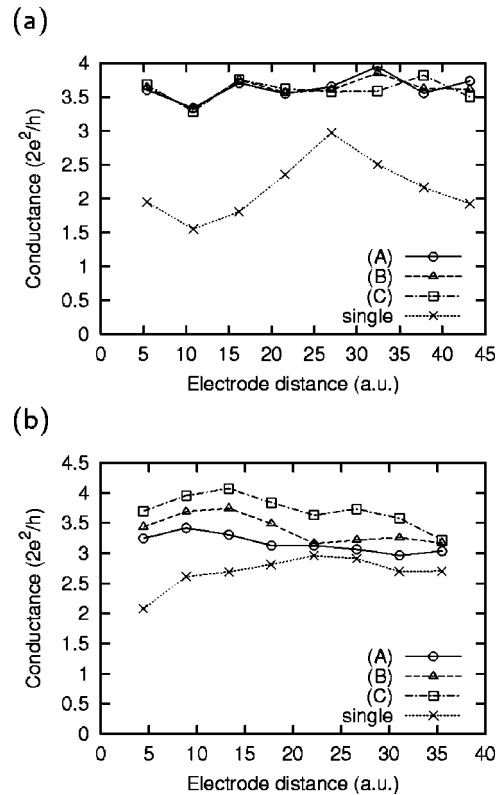 (a)
4
3.5
3
2.5
2
1.5
1
0.5
0
Conductance (2e²/h)
(A)
(B)
(C)
single
0 5 10 15 20 25 30 35 40 45
Electrode distance (a.u.)
(b)
4.5
4
3.5
3
2.5
2
1.5
1
0.5
0
Conductance (2e²/h)
(A)
(B)
(C)
single
0 5 10 15 20 25 30 35 40
Electrode distance (a.u.)